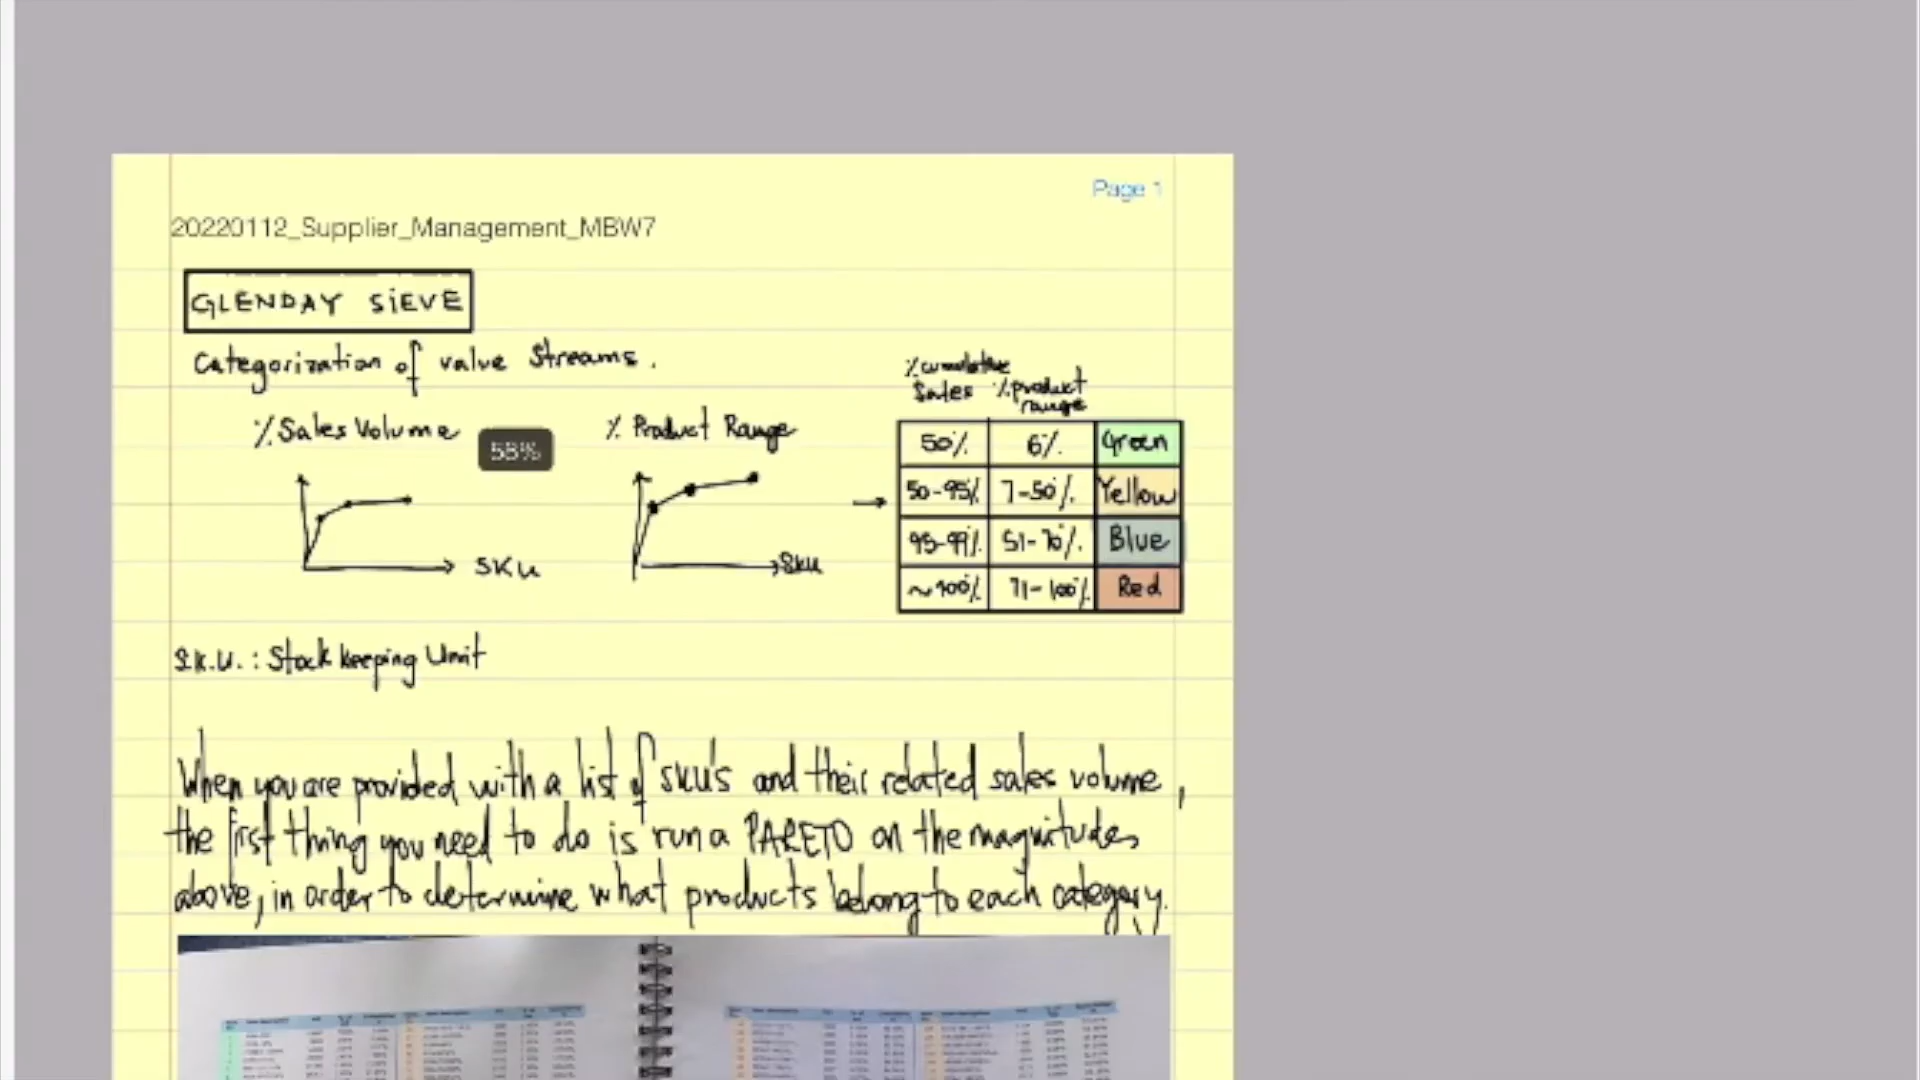 Page 1
20220112_Supplier_Management_MBW7
GLENDAY SIEVE
Categorization of value Streams.
% cumulative Sales
% product range
% Sales Volume
58%
% Product Range
50% 6% Green
50-95% 7-50% Yellow
95-99% 51-70% Blue
~100% 71-100% Red
SKU
SKU
S.K.U. : Stock keeping Unit
When you are provided with a list of SKU's and their related sales volume,
the first thing you need to do is run a PARETO on the magnitudes
above, in order to determine what products belong to each category.